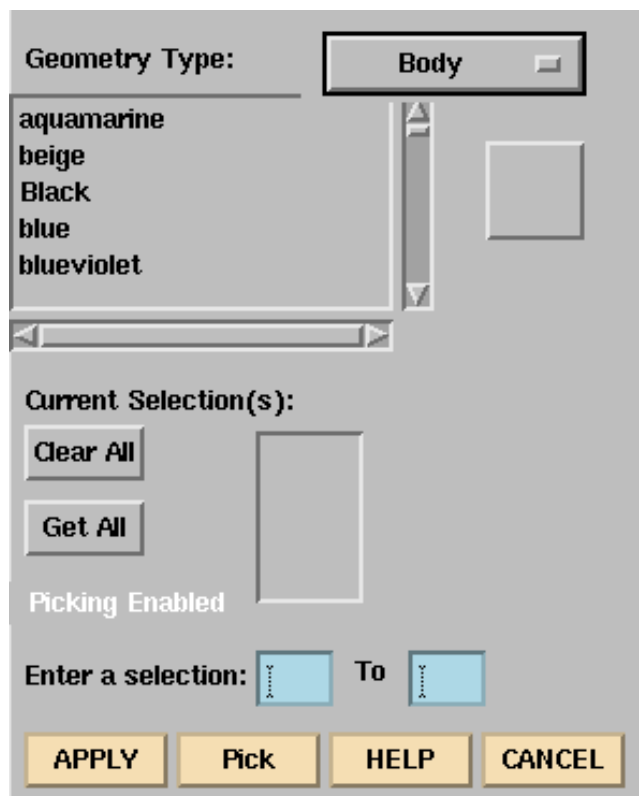 Geometry Type: Body
aquamarine
beige
Black
blue
blueviolet
Current Selection(s):
Clear All
Get All
Picking Enabled
Enter a selection: To
APPLY Pick HELP CANCEL